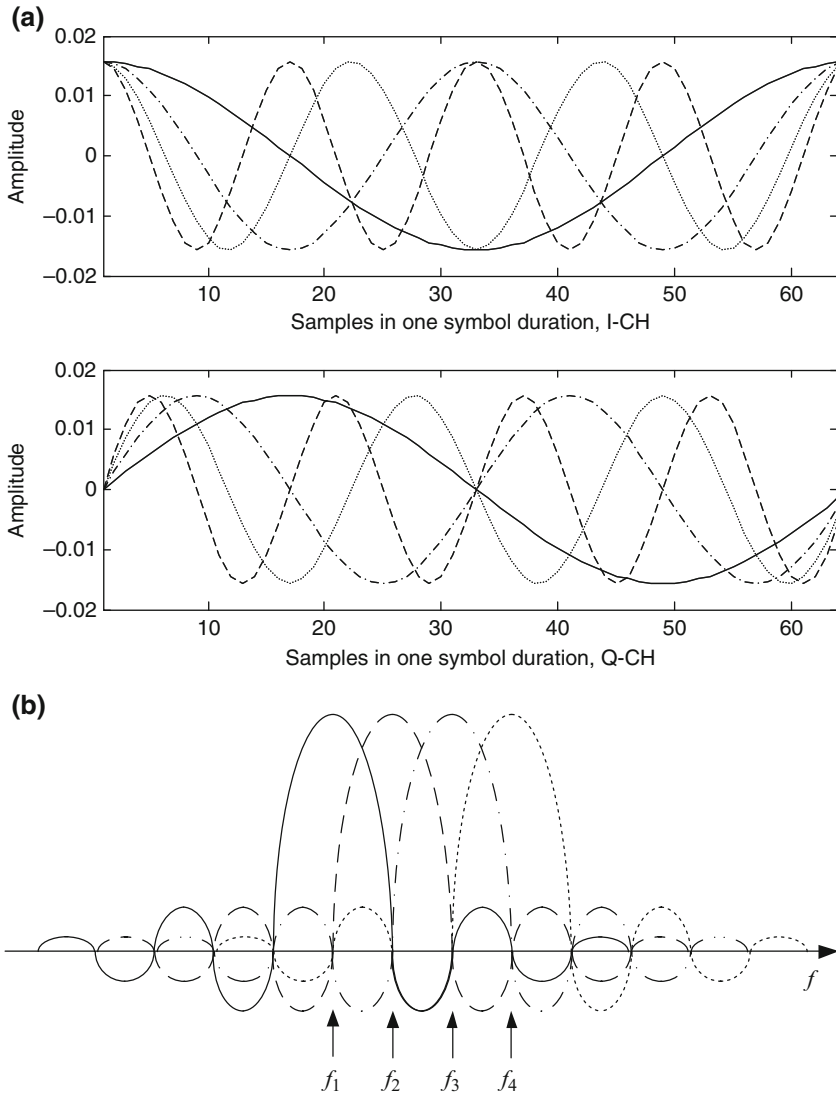 (a)
0.02
0.01
0
−0.01
−0.02
Amplitude
10 20 30 40 50 60
Samples in one symbol duration, I-CH
0.02
0.01
0
−0.01
−0.02
Amplitude
10 20 30 40 50 60
Samples in one symbol duration, Q-CH
(b)
f
f1 f2 f3 f4